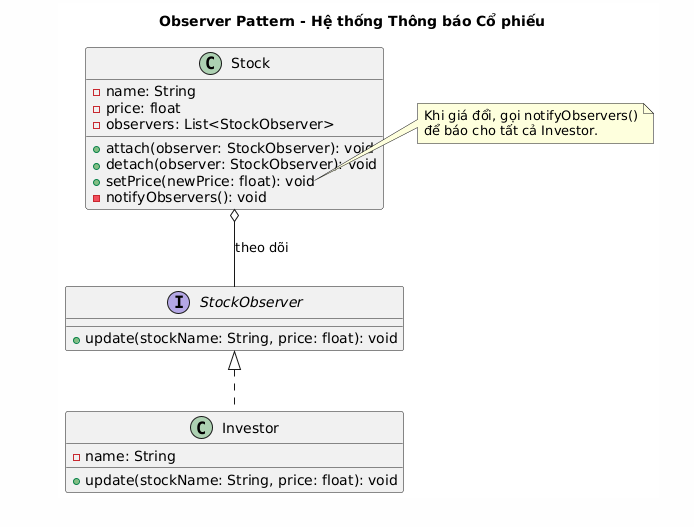 Observer Pattern - Hệ thống Thông báo Cổ phiếu
C Stock
name: String
price: float
observers: List<StockObserver>
attach(observer: StockObserver): void
detach(observer: StockObserver): void
setPrice(newPrice: float): void
notifyObservers(): void
Khi giá đổi, gọi notifyObservers()
để báo cho tất cả Investor.
theo dõi
I StockObserver
update(stockName: String, price: float): void
C Investor
name: String
update(stockName: String, price: float): void